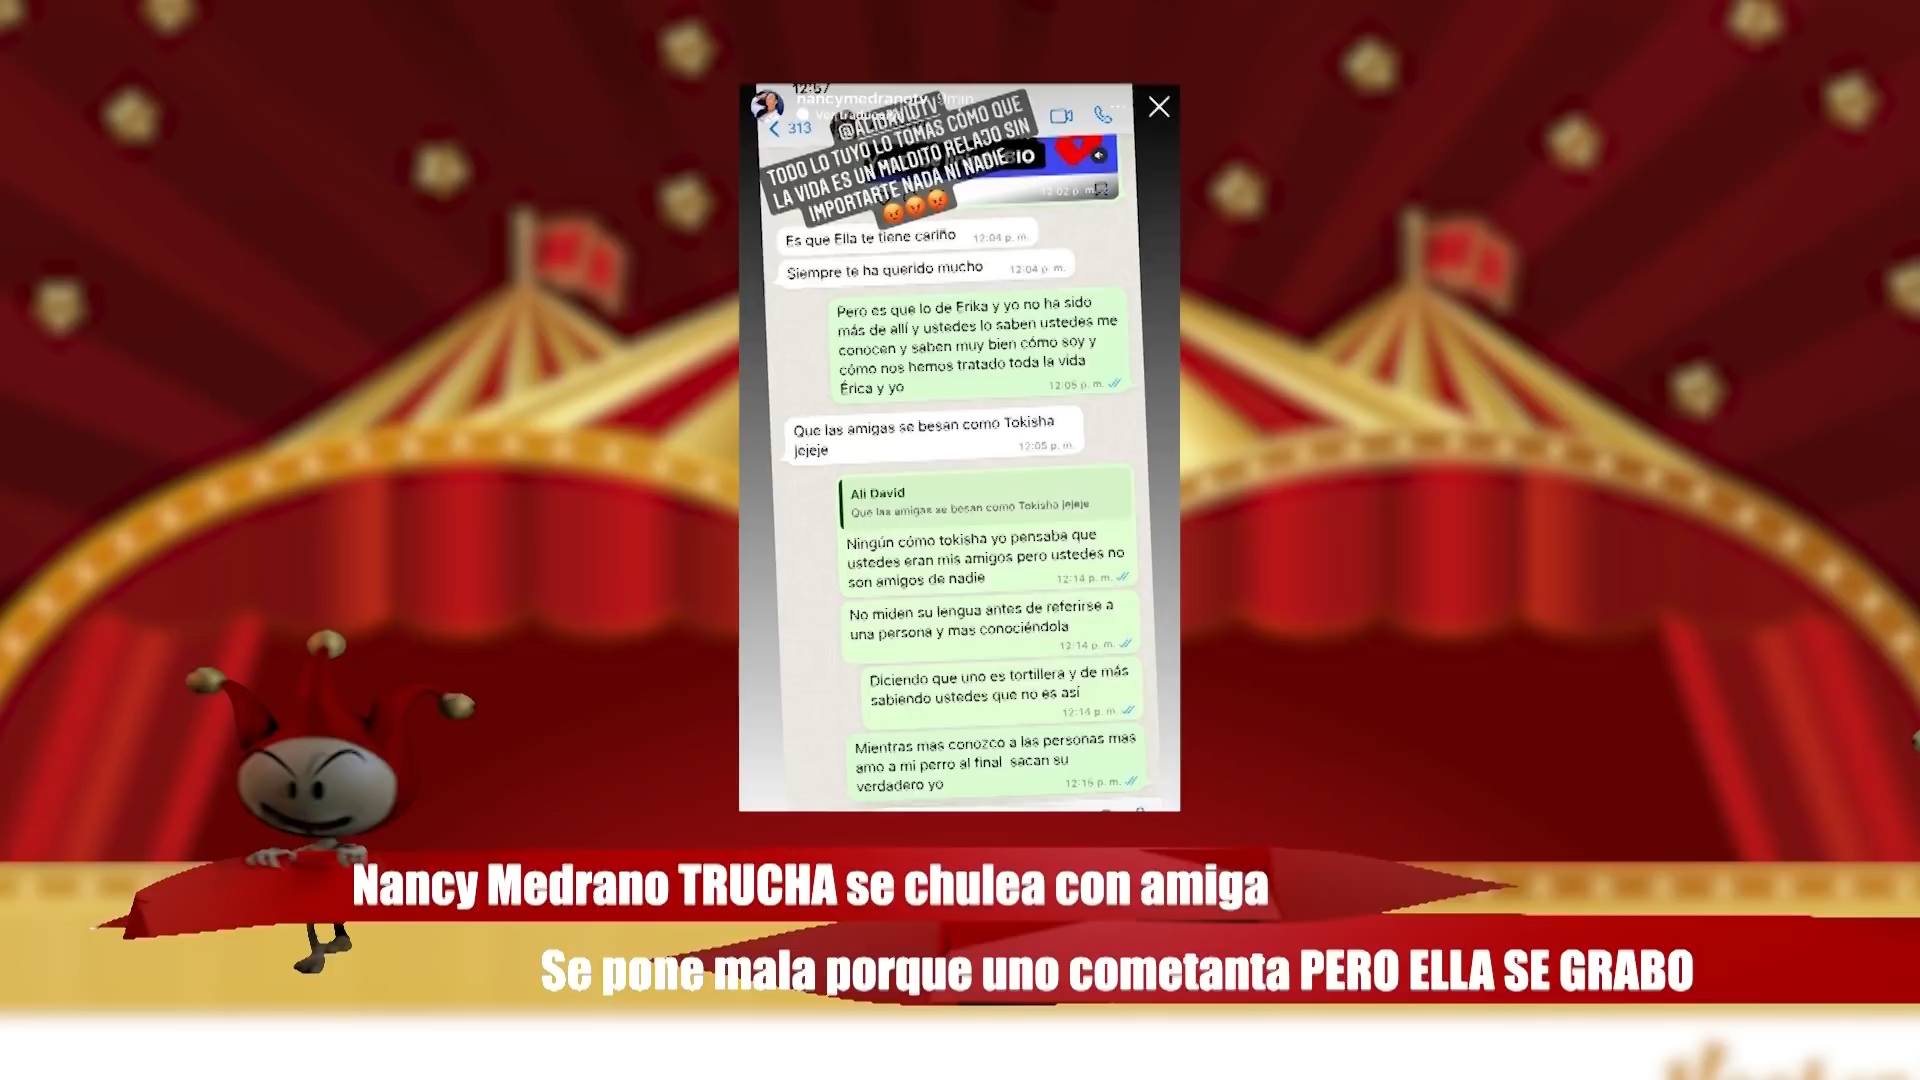 12:57
nancymedranotv 9min
313
@ALIDAVIDTV
TODO LO TUYO LO TOMAS CÓMO QUE
LA VIDA ES UN MALDITO RELAJO SIN
IMPORTARTE NADA NI NADIE
12:02 p. m.
Es que Ella te tiene cariño 12:04 p. m.
Siempre te ha querido mucho 12:04 p. m.
Pero es que lo de Erika y yo no ha sido
más de allí y ustedes lo saben ustedes me
conocen y saben muy bien cómo soy y
cómo nos hemos tratado toda la vida
Érica y yo 12:05 p. m.
Que las amigas se besan como Tokisha
jejeje 12:05 p. m.
Ali David
Que las amigas se besan como Tokisha jejeje
Ningún cómo tokisha yo pensaba que
ustedes eran mis amigos pero ustedes no
son amigos de nadie 12:14 p. m.
No miden su lengua antes de referirse a
una persona y mas conociéndola
12:14 p. m.
Diciendo que uno es tortillera y de más
sabiendo ustedes que no es así
12:14 p. m.
Mientras mas conozco a las personas mas
amo a mi perro al final sacan su
verdadero yo 12:15 p. m.
Nancy Medrano TRUCHA se chulea con amiga
Se pone mala porque uno cometanta PERO ELLA SE GRABO